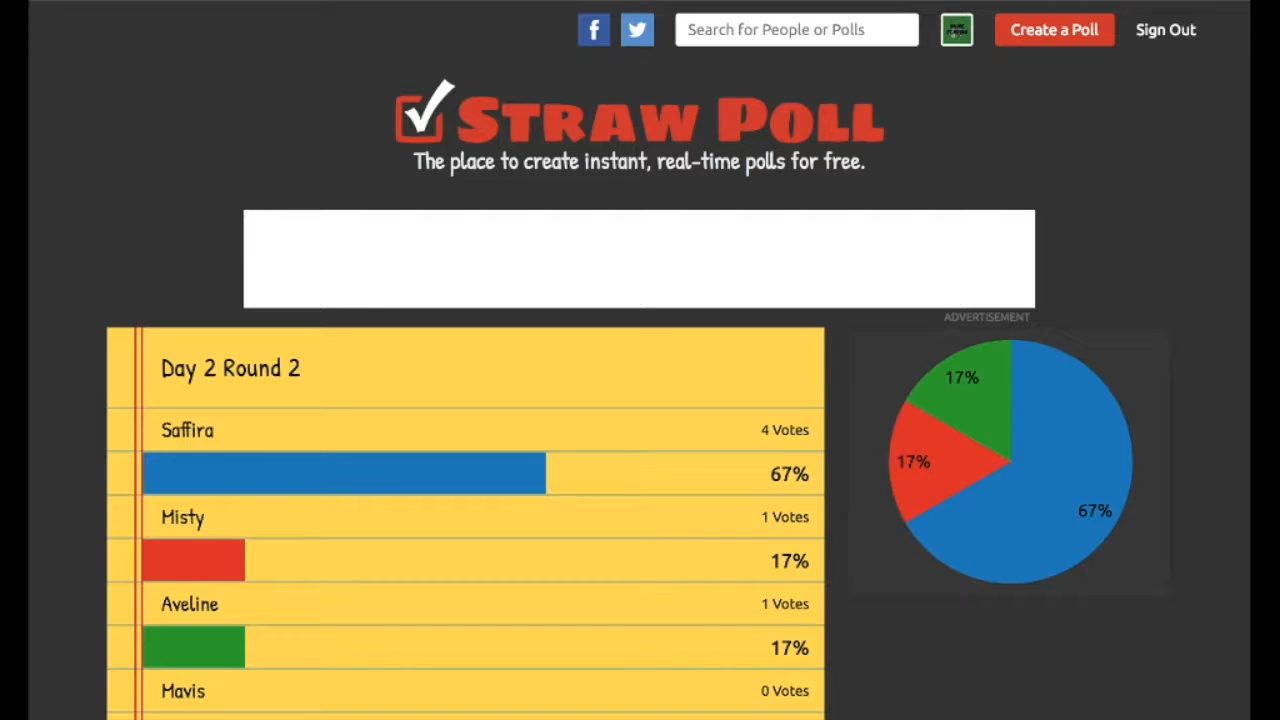 Search for People or Polls
Create a Poll
Sign Out
STRAW POLL
The place to create instant, real-time polls for free.
ADVERTISEMENT
Day 2 Round 2
Saffira
4 Votes
67%
Misty
1 Votes
17%
Aveline
1 Votes
17%
Mavis
0 Votes
17%
17%
67%